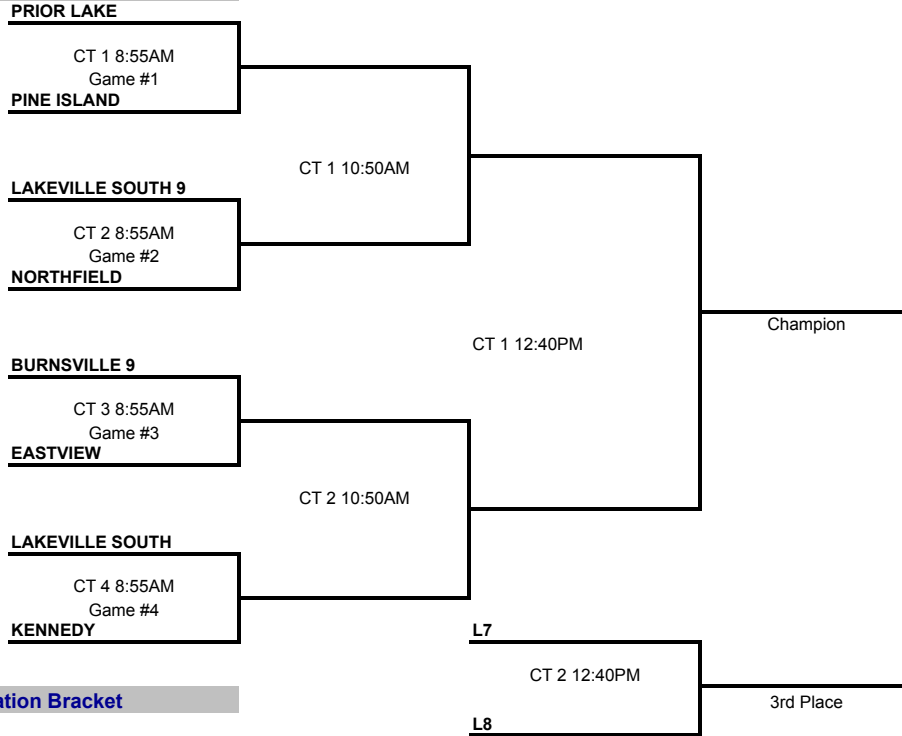 PRIOR LAKE
CT 1 8:55AM
Game #1
PINE ISLAND
CT 1 10:50AM
LAKEVILLE SOUTH 9
CT 2 8:55AM
Game #2
NORTHFIELD
Champion
CT 1 12:40PM
BURNSVILLE 9
CT 3 8:55AM
Game #3
EASTVIEW
CT 2 10:50AM
LAKEVILLE SOUTH
CT 4 8:55AM
Game #4
KENNEDY
L7
CT 2 12:40PM
3rd Place
L8
ation Bracket